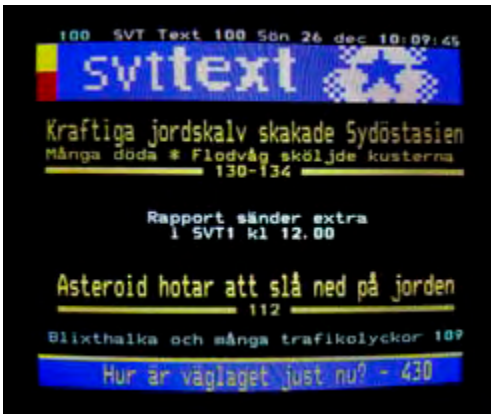 100 SVT Text 100 Sön 26 dec 10:09:45
svttext
Kraftiga jordskalv skakade Sydöstasien
Många döda * Flodvåg sköljde kusterna
130-134
Rapport sänder extra
i SVT1 kl 12.00
Asteroid hotar att slå ned på jorden
112
Blixthalka och många trafikolyckor 109
Hur är väglaget just nu? - 430